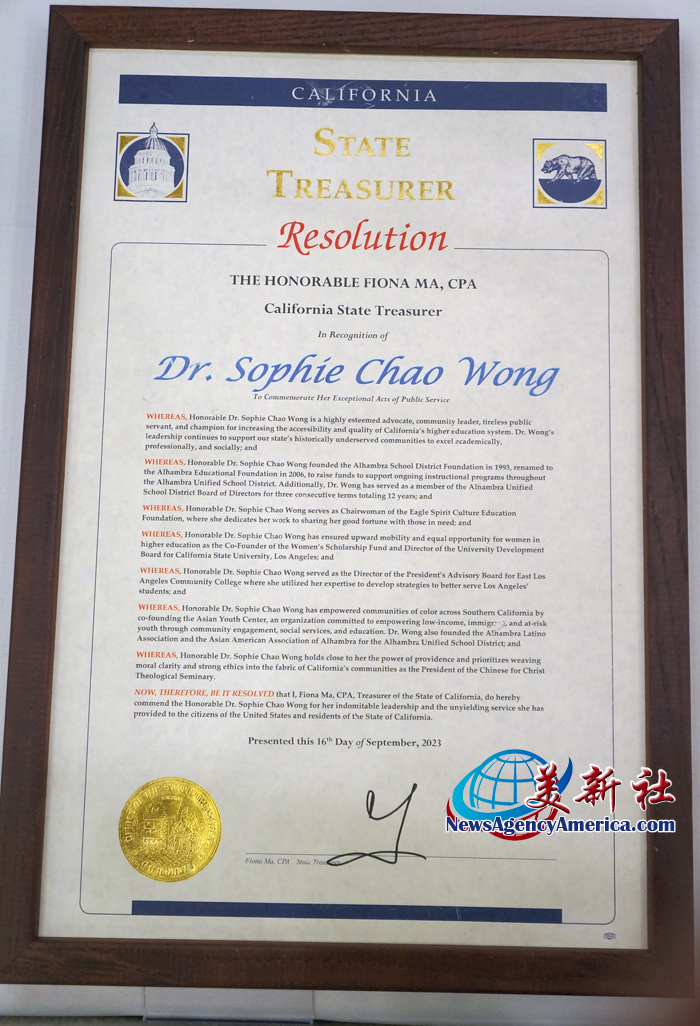 CALIFORNIA
STATE
TREASURER
Resolution
THE HONORABLE FIONA MA, CPA
California State Treasurer
In Recognition of
Dr. Sophie Chao Wong
To Commemorate Her Exceptional Acts of Public Service
WHEREAS, Honorable Dr. Sophie Chao Wong is a highly esteemed advocate, community leader, tireless public
servant, and champion for increasing the accessibility and quality of California's higher education system. Dr. Wong's
leadership continues to support our state's historically underserved communities to excel academically,
professionally, and socially; and
WHEREAS, Honorable Dr. Sophie Chao Wong founded the Alhambra School District Foundation in 1993, renamed to
the Alhambra Educational Foundation in 2006, to raise funds to support ongoing instructional programs throughout
the Alhambra Unified School District. Additionally, Dr. Wong has served as a member of the Alhambra Unified
School District Board of Directors for three consecutive terms totaling 12 years; and
WHEREAS, Honorable Dr. Sophie Chao Wong serves as Chairwoman of the Eagle Spirit Culture Education
Foundation, where she dedicates her work to sharing her good fortune with those in need; and
WHEREAS, Honorable Dr. Sophie Chao Wong has ensured upward mobility and equal opportunity for women in
higher education as the Co-Founder of the Women's Scholarship Fund and Director of the University Development
Board for California State University, Los Angeles; and
WHEREAS, Honorable Dr. Sophie Chao Wong served as the Director of the President's Advisory Board for East Los
Angeles Community College where she utilized her expertise to develop strategies to better serve Los Angeles'
students; and
WHEREAS, Honorable Dr. Sophie Chao Wong has empowered communities of color across Southern California by
co-founding the Asian Youth Center, an organization committed to empowering low-income, and at-risk
youth through community engagement, social services, and education. Dr. Wong also founded the Alhambra Latino
Association and the Asian American Association of Alhambra for the Alhambra Unified School District; and
WHEREAS, Honorable Dr. Sophie Chao Wong holds close to her the power of providence and prioritizes weaving
moral clarity and strong ethics into the fabric of California's communities as the President of the Chinese for Christ
Theological Seminary.
NOW, THEREFORE, BE IT RESOLVED that I, Fiona Ma, CPA, Treasurer of the State of California, do hereby
commend the Honorable Dr. Sophie Chao Wong for her indomitable leadership and the unyielding service she has
provided to the citizens of the United States and residents of the State of California.
Presented this 16th Day of September, 2023
美新社
NewsAgencyAmerica.com
Fiona Ma, CPA State Treasurer